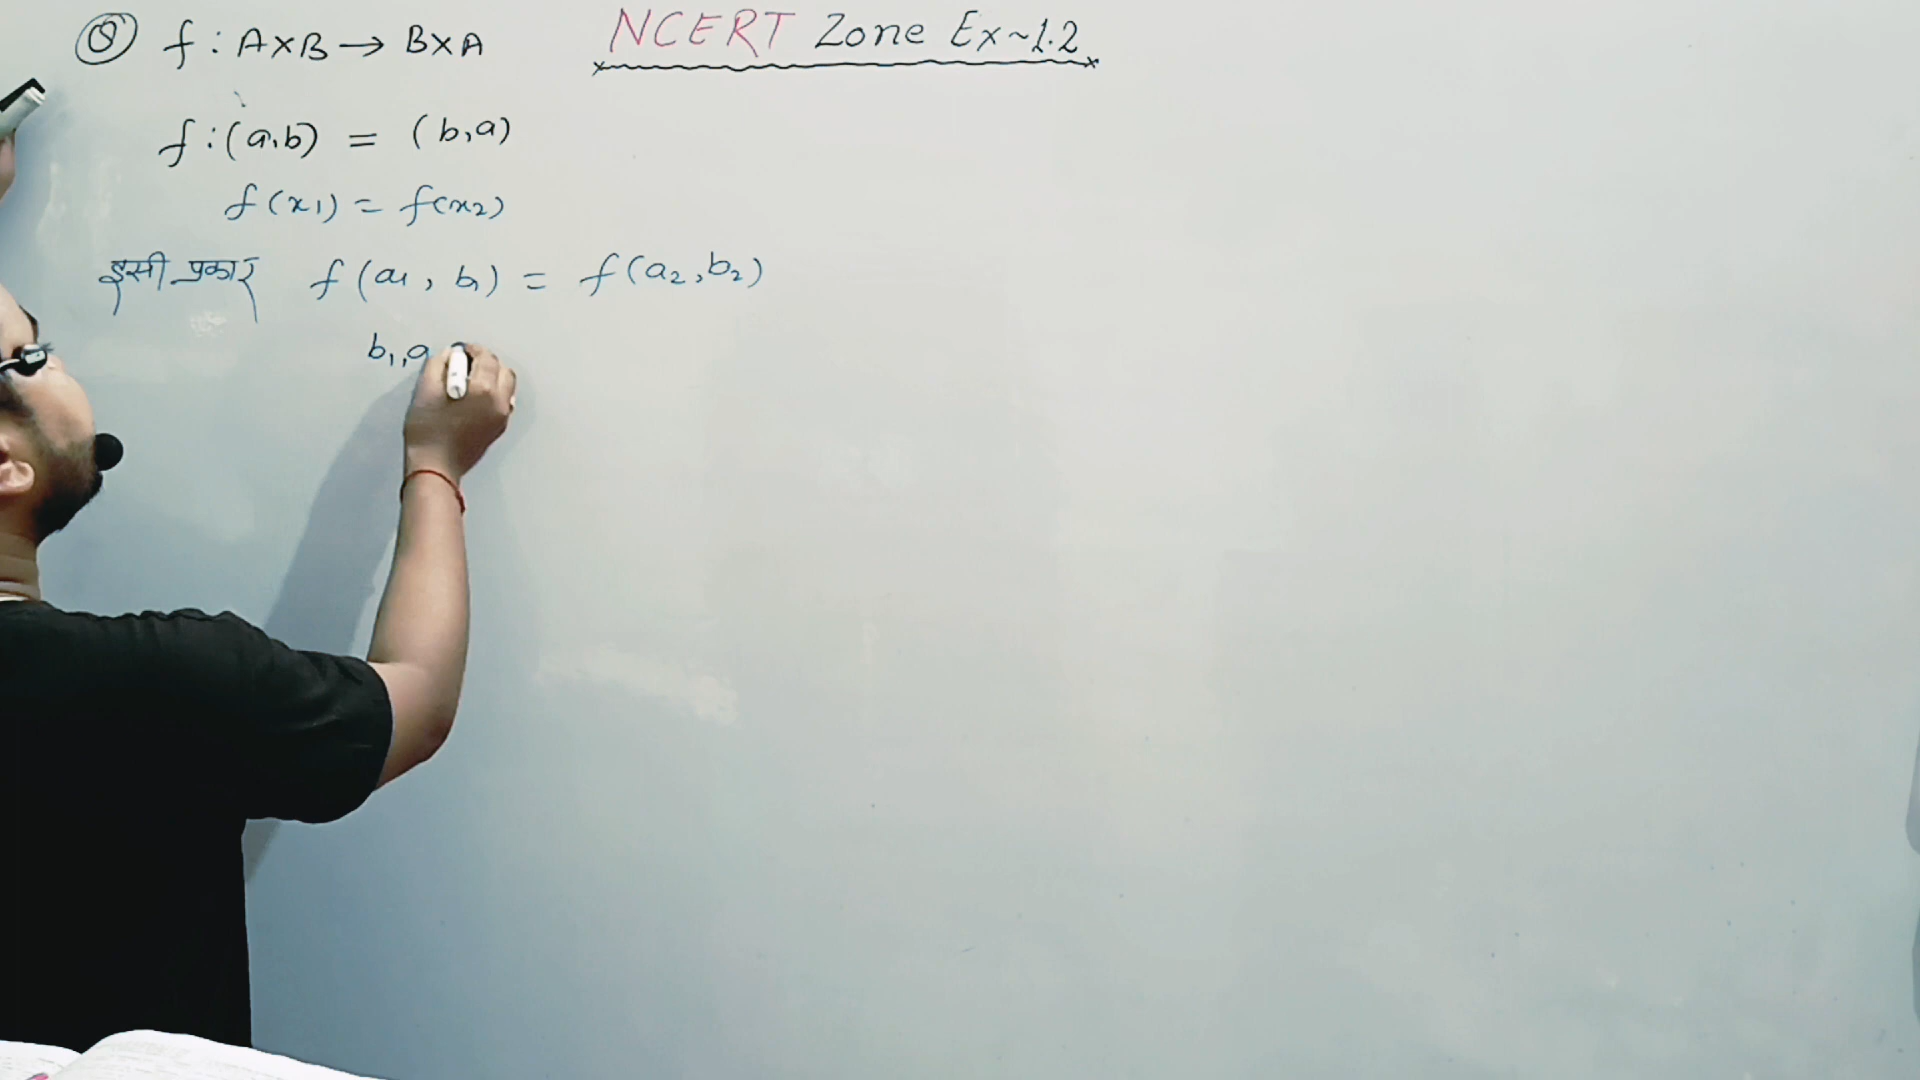 ⑧ f : A×B → B×A
NCERT Zone Ex~1.2
f:(a,b) = (b,a)
f(x1) = f(x2)
इसी प्रकार f(a1, b1) = f(a2,b2)
b1,a